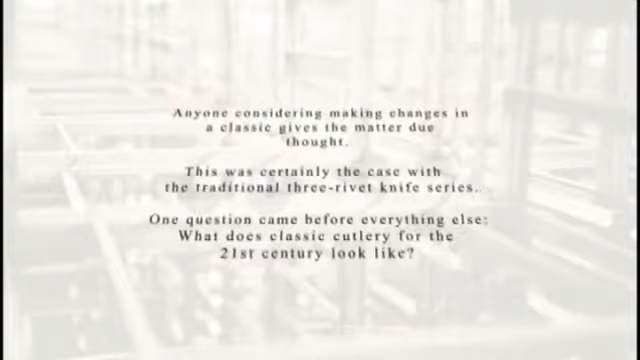 Anyone considering making changes in
a classic gives the matter due
thought.
This was certainly the case with
the traditional three-rivet knife series..
One question came before everything else:
What does classic cutlery for the
21st century look like?